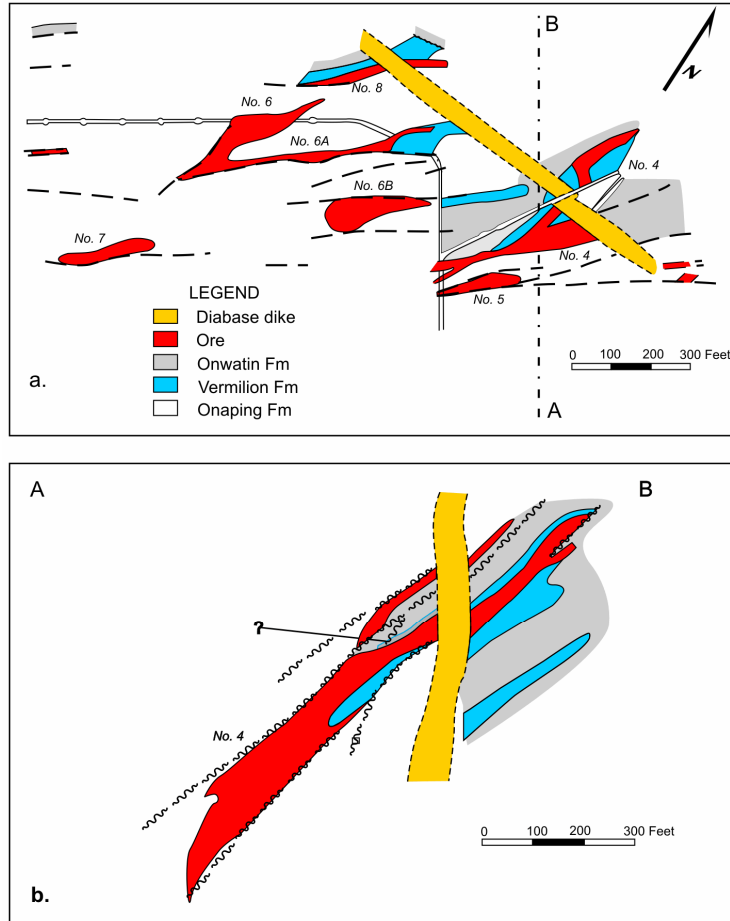 B
N
No. 8
No. 6
No. 6A
No. 4
No. 6B
No. 7
No. 4
No. 5
LEGEND
Diabase dike
Ore
Onwatin Fm
Vermilion Fm
Onaping Fm
0 100 200 300 Feet
a.
A
A
B
?
No. 4
0 100 200 300 Feet
b.